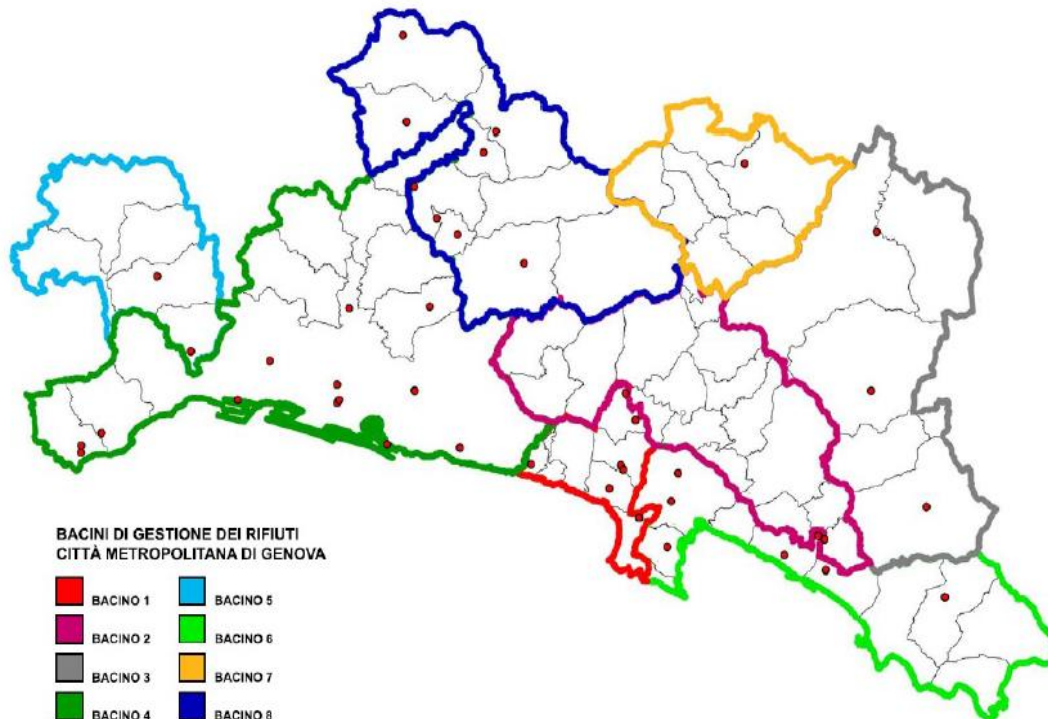 BACINI DI GESTIONE DEI RIFIUTI
CITTÀ METROPOLITANA DI GENOVA
BACINO 1
BACINO 5
BACINO 2
BACINO 6
BACINO 3
BACINO 7
BACINO 4
BACINO 8